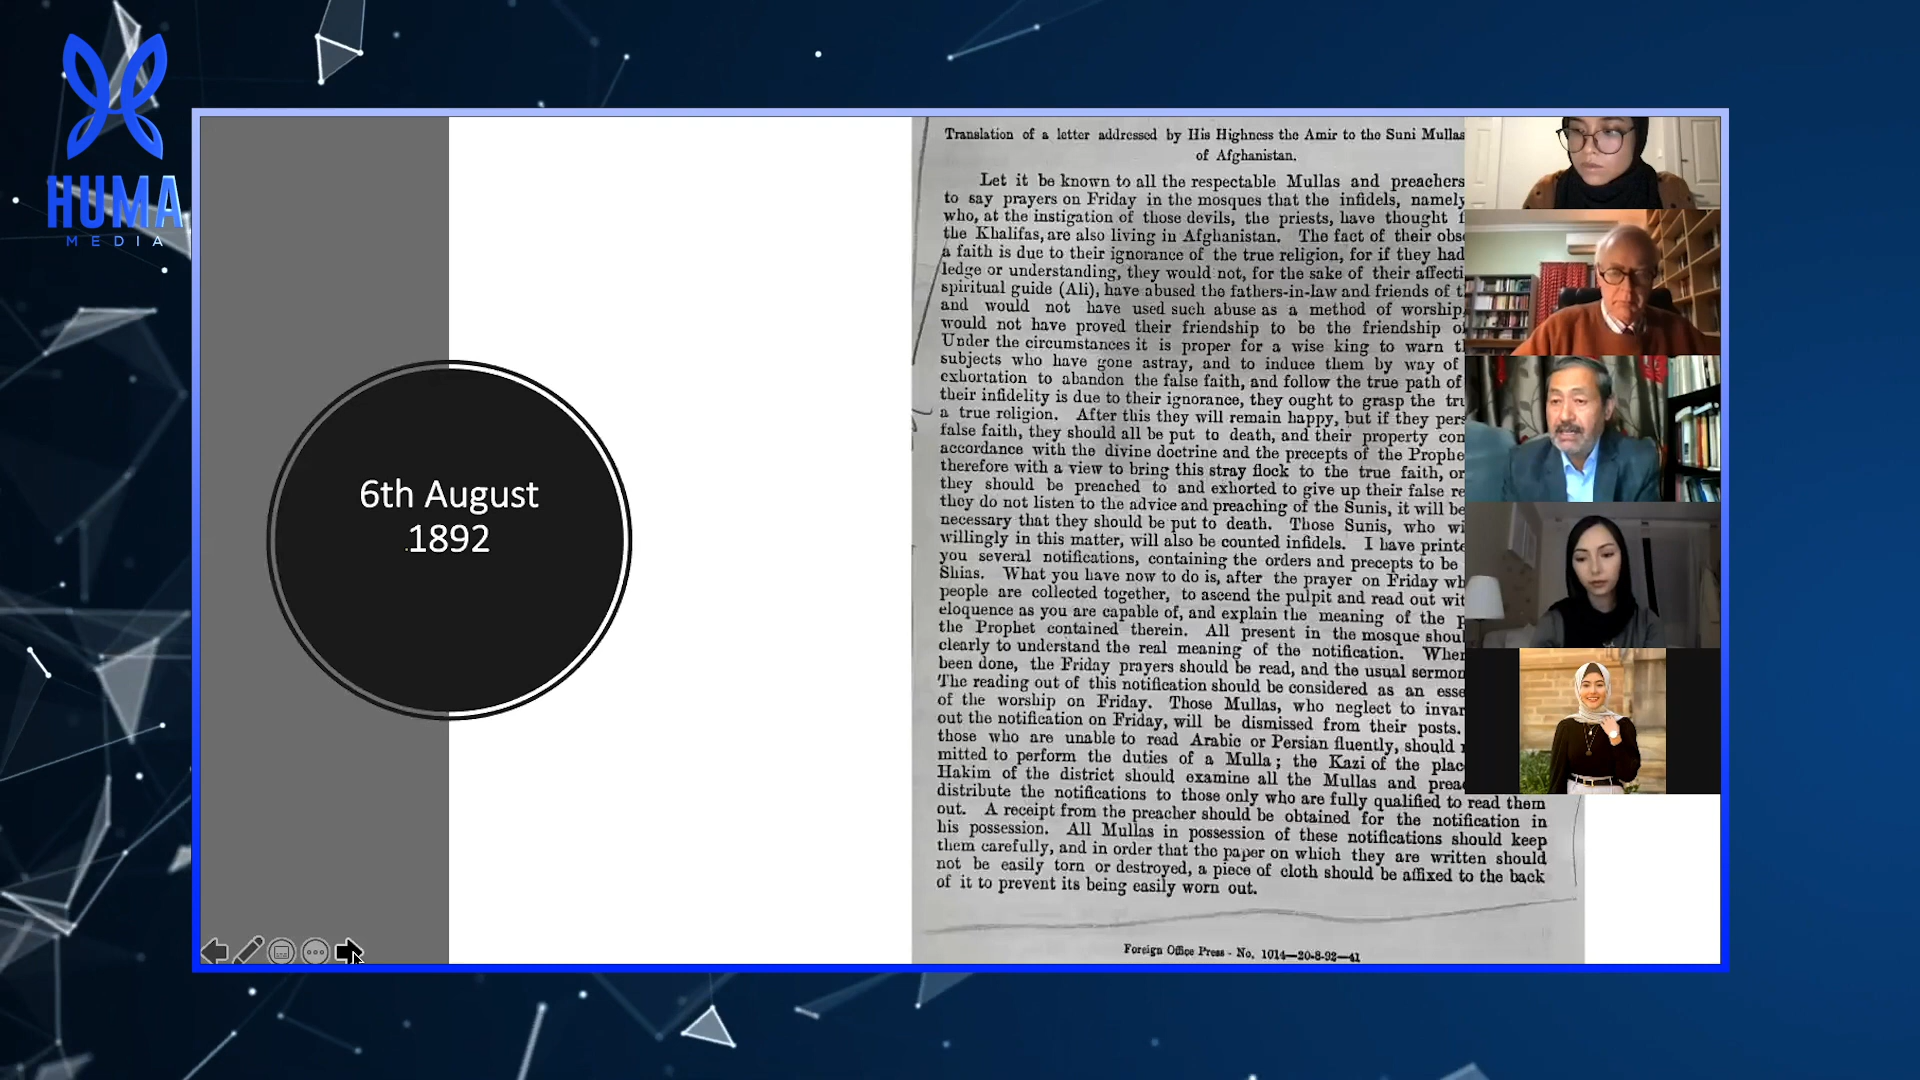 HUMA
MEDIA
6th August
1892
Translation of a letter addressed by His Highness the Amir to the Suni Mullas
of Afghanistan.
Let it be known to all the respectable Mullas and preachers
to say prayers on Friday in the mosques that the infidels, namely
who, at the instigation of those devils, the priests, have thought
the Khalifas, are also living in Afghanistan. The fact of their
a faith is due to their ignorance of the true religion, for if they had
ledge or understanding, they would not, for the sake of their
spiritual guide (Ali), have abused the fathers-in-law and friends of
and would not have used such abuse as a method of worship,
would not have proved their friendship to be the friendship
Under the circumstances it is proper for a wise king to warn
subjects who have gone astray, and to induce them by way of
exhortation to abandon the false faith, and follow the true path of
their infidelity is due to their ignorance, they ought to grasp the
a true religion. After this they will remain happy, but if they
false faith, they should all be put to death, and their property
accordance with the divine doctrine and the precepts of the
therefore with a view to bring this stray flock to the true faith,
they should be preached to and exhorted to give up their false
they do not listen to the advice and preaching of the Sunis, it will be
necessary that they should be put to death. Those Sunis, who
willingly in this matter, will also be counted infidels. I have
you several notifications, containing the orders and precepts to be
Shias. What you have now to do is, after the prayer on Friday
people are collected together, to ascend the pulpit and read out
eloquence as you are capable of, and explain the meaning of the
the Prophet contained therein. All present in the mosque
clearly to understand the real meaning of the notification.
been done, the Friday prayers should be read, and the usual sermon
The reading out of this notification should be considered as an
of the worship on Friday. Those Mullas, who neglect to
out the notification on Friday, will be dismissed from their posts.
those who are unable to read Arabic or Persian fluently, should
mitted to perform the duties of a Mulla; the Kazi of the
Hakim of the district should examine all the Mullas and
distribute the notifications to those only who are fully qualified to read them
out. A receipt from the preacher should be obtained for the notification in
his possession. All Mullas in possession of these notifications should keep
them carefully, and in order that the paper on which they are written should
not be easily torn or destroyed, a piece of cloth should be affixed to the back
of it to prevent its being easily worn out.
Foreign Office Press - No. 1014—20-8-92—41